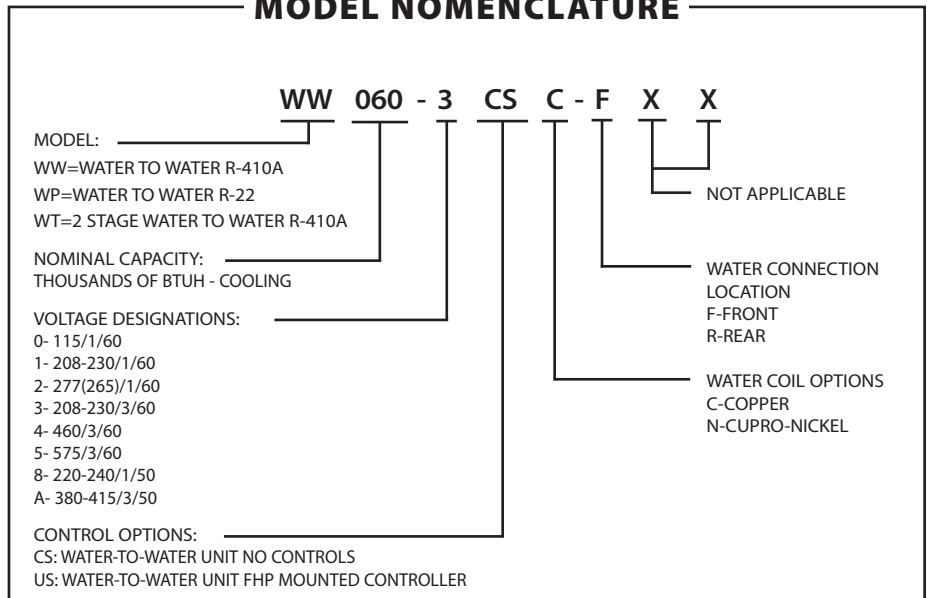 MODEL NOMENCLATURE
WW 060 - 3 CS C - F X X
MODEL:
WW=WATER TO WATER R-410A
WP=WATER TO WATER R-22
WT=2 STAGE WATER TO WATER R-410A
NOMINAL CAPACITY:
THOUSANDS OF BTUH - COOLING
VOLTAGE DESIGNATIONS:
0- 115/1/60
1- 208-230/1/60
2- 277(265)/1/60
3- 208-230/3/60
4- 460/3/60
5- 575/3/60
8- 220-240/1/50
A- 380-415/3/50
CONTROL OPTIONS:
CS: WATER-TO-WATER UNIT NO CONTROLS
US: WATER-TO-WATER UNIT FHP MOUNTED CONTROLLER
NOT APPLICABLE
WATER CONNECTION
LOCATION
F-FRONT
R-REAR
WATER COIL OPTIONS
C-COPPER
N-CUPRO-NICKEL